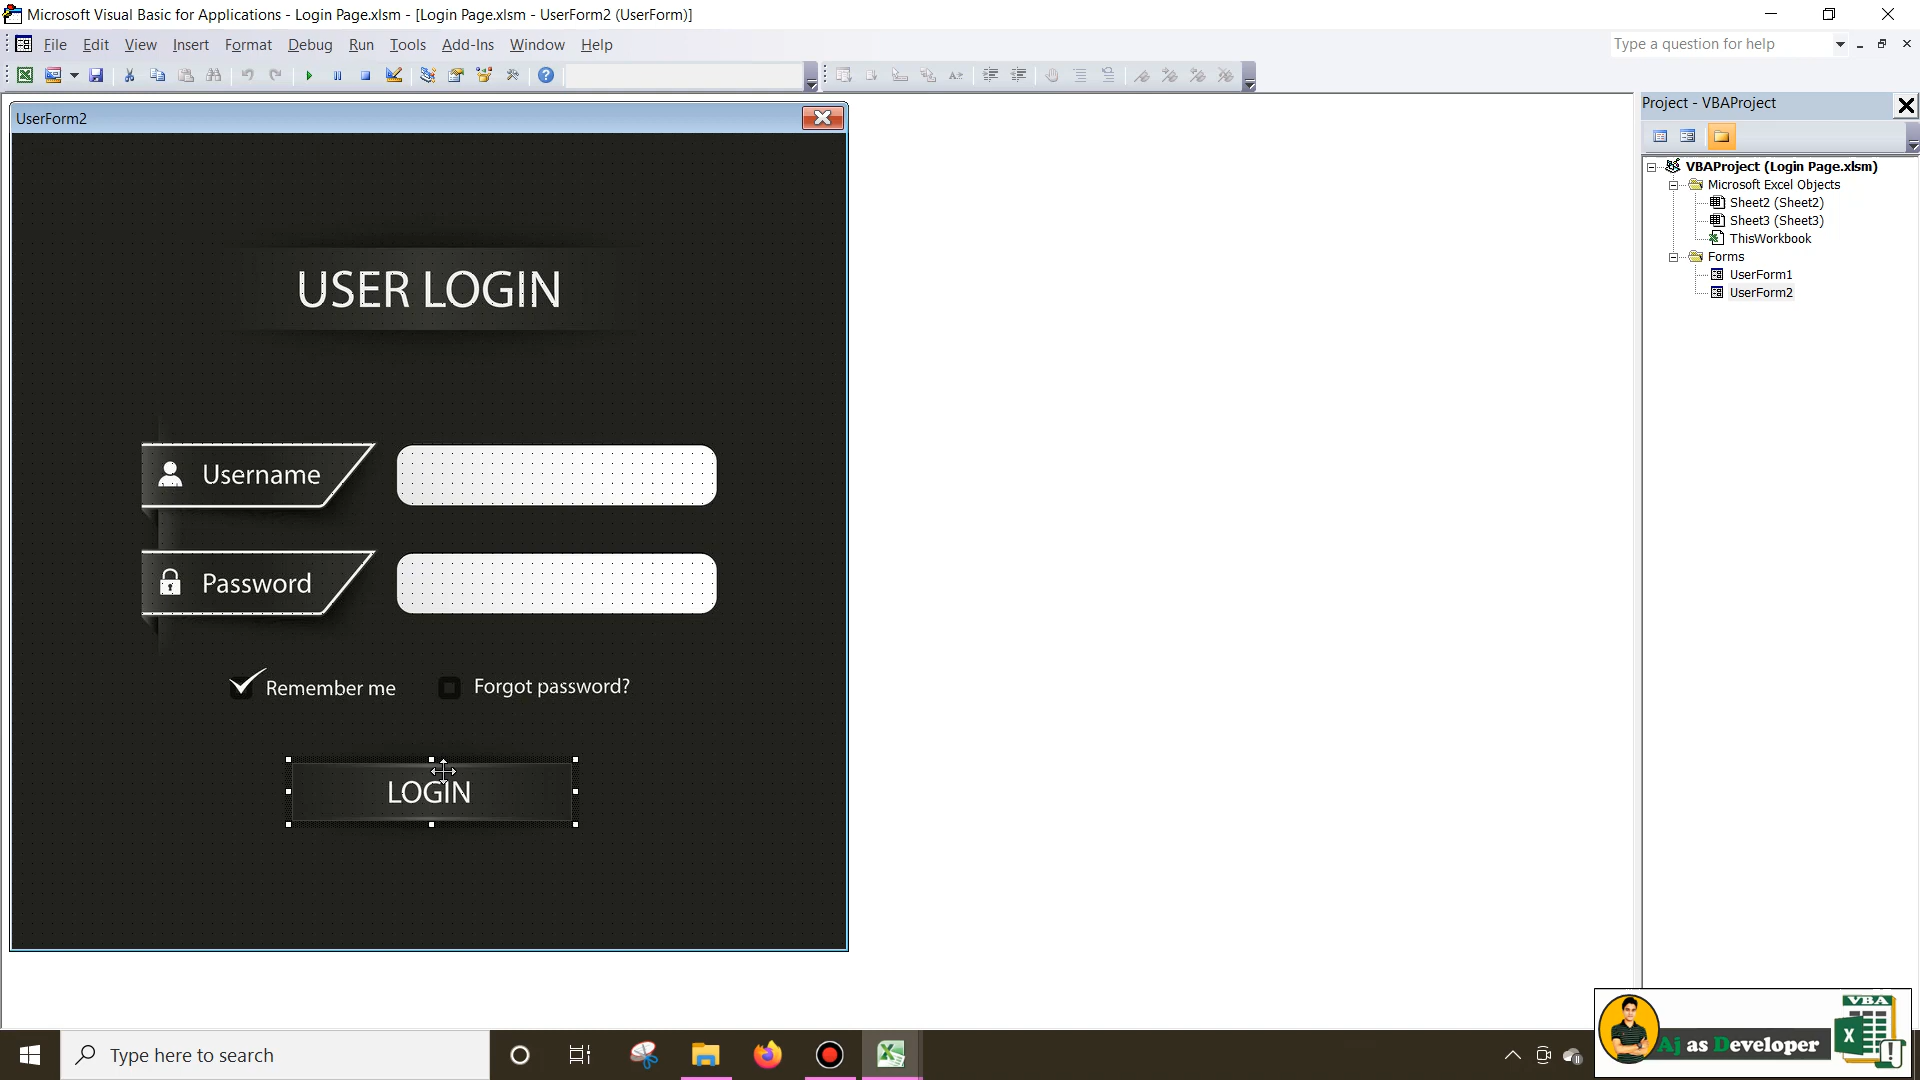 Microsoft Visual Basic for Applications - Login Page.xlsm - [Login Page.xlsm - UserForm2 (UserForm)]
File Edit View Insert Format Debug Run Tools Add-Ins Window Help
Type a question for help
UserForm2
USER LOGIN
Username
Password
Remember me
Forgot password?
LOGIN
Project - VBAProject
VBAProject (Login Page.xlsm)
Microsoft Excel Objects
Sheet2 (Sheet2)
Sheet3 (Sheet3)
ThisWorkbook
Forms
UserForm1
UserForm2
Type here to search
Aj as Developer
VBA
X